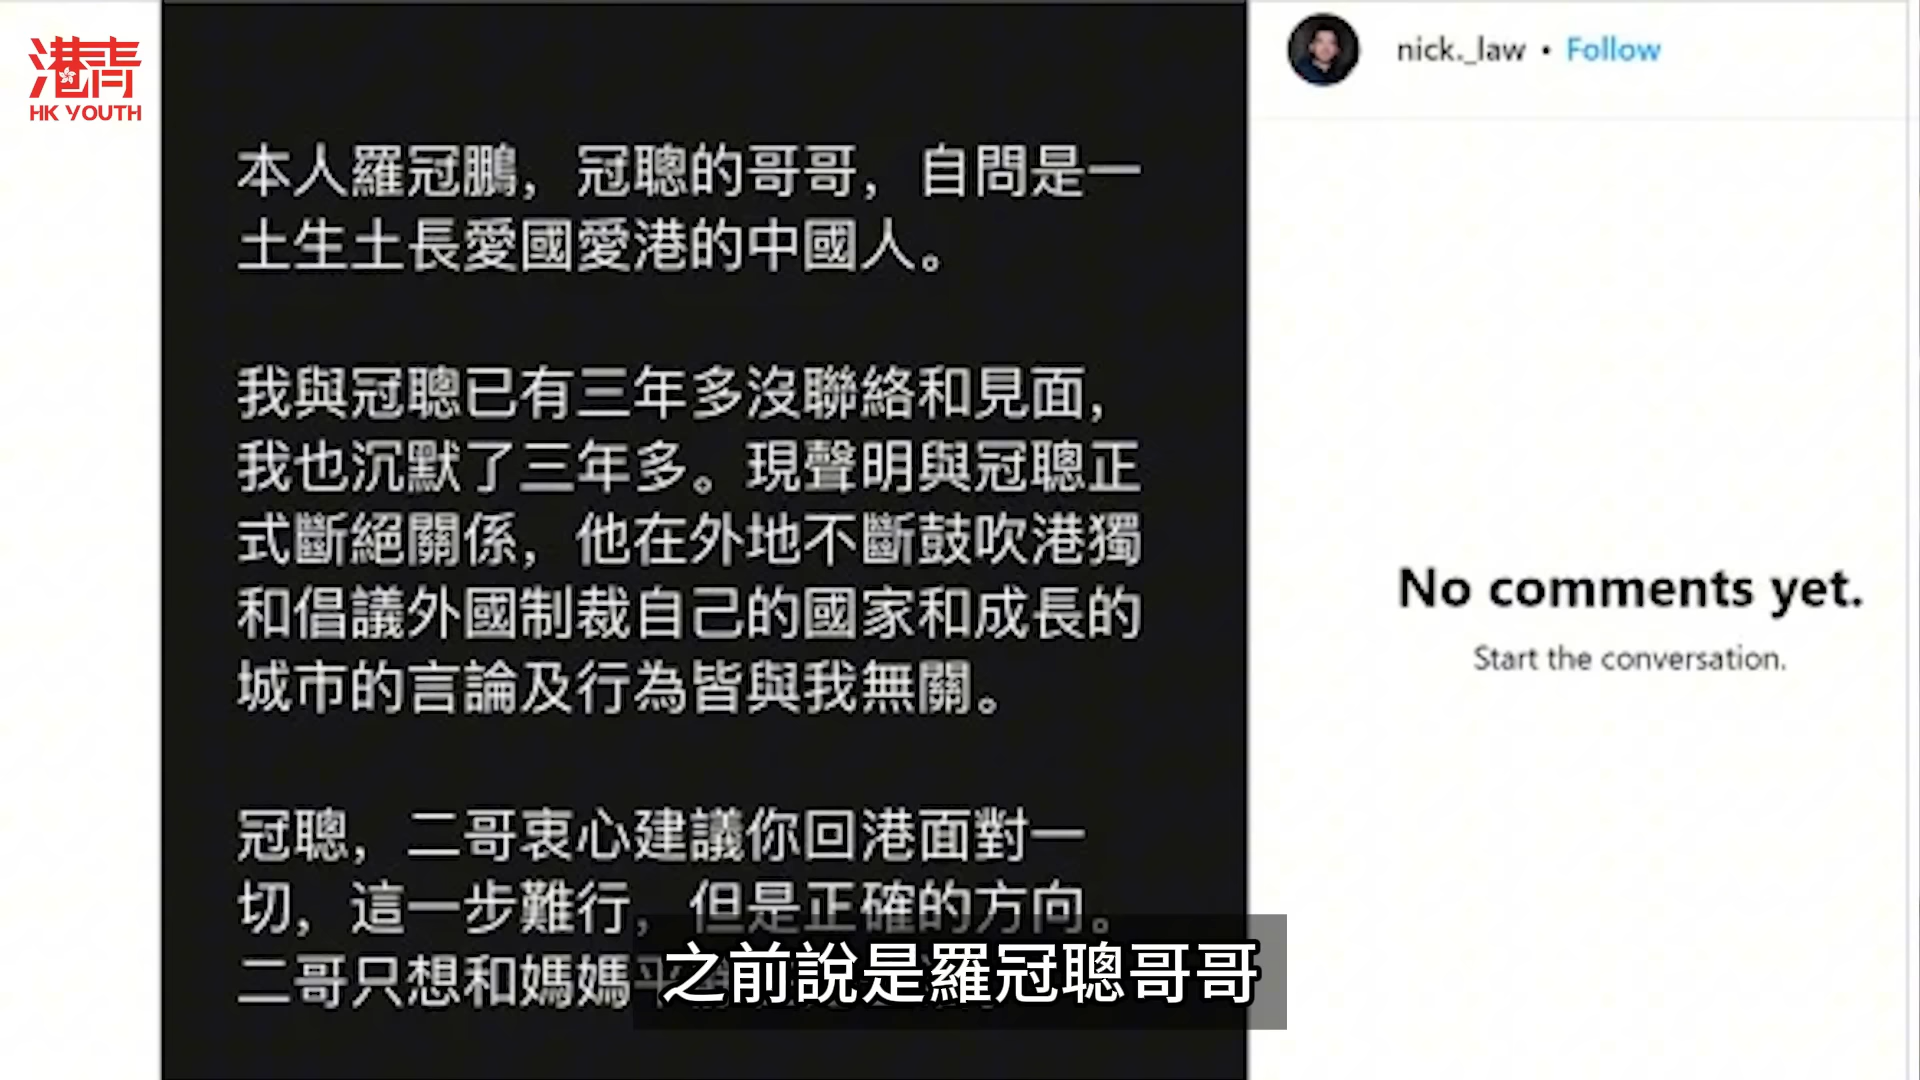 港青
HK YOUTH
本人羅冠鵬，冠聰的哥哥，自問是一
土生土長愛國愛港的中國人。
我與冠聰已有三年多沒聯絡和見面，
我也沉默了三年多。現聲明與冠聰正
式斷絕關係，他在外地不斷鼓吹港獨
和倡議外國制裁自己的國家和成長的
城市的言論及行為皆與我無關。
冠聰，二哥衷心建議你回港面對一
切，這一步難行，但是正確的方向。
二哥只想和媽媽
之前說是羅冠聰哥哥
nick._law • Follow
No comments yet.
Start the conversation.